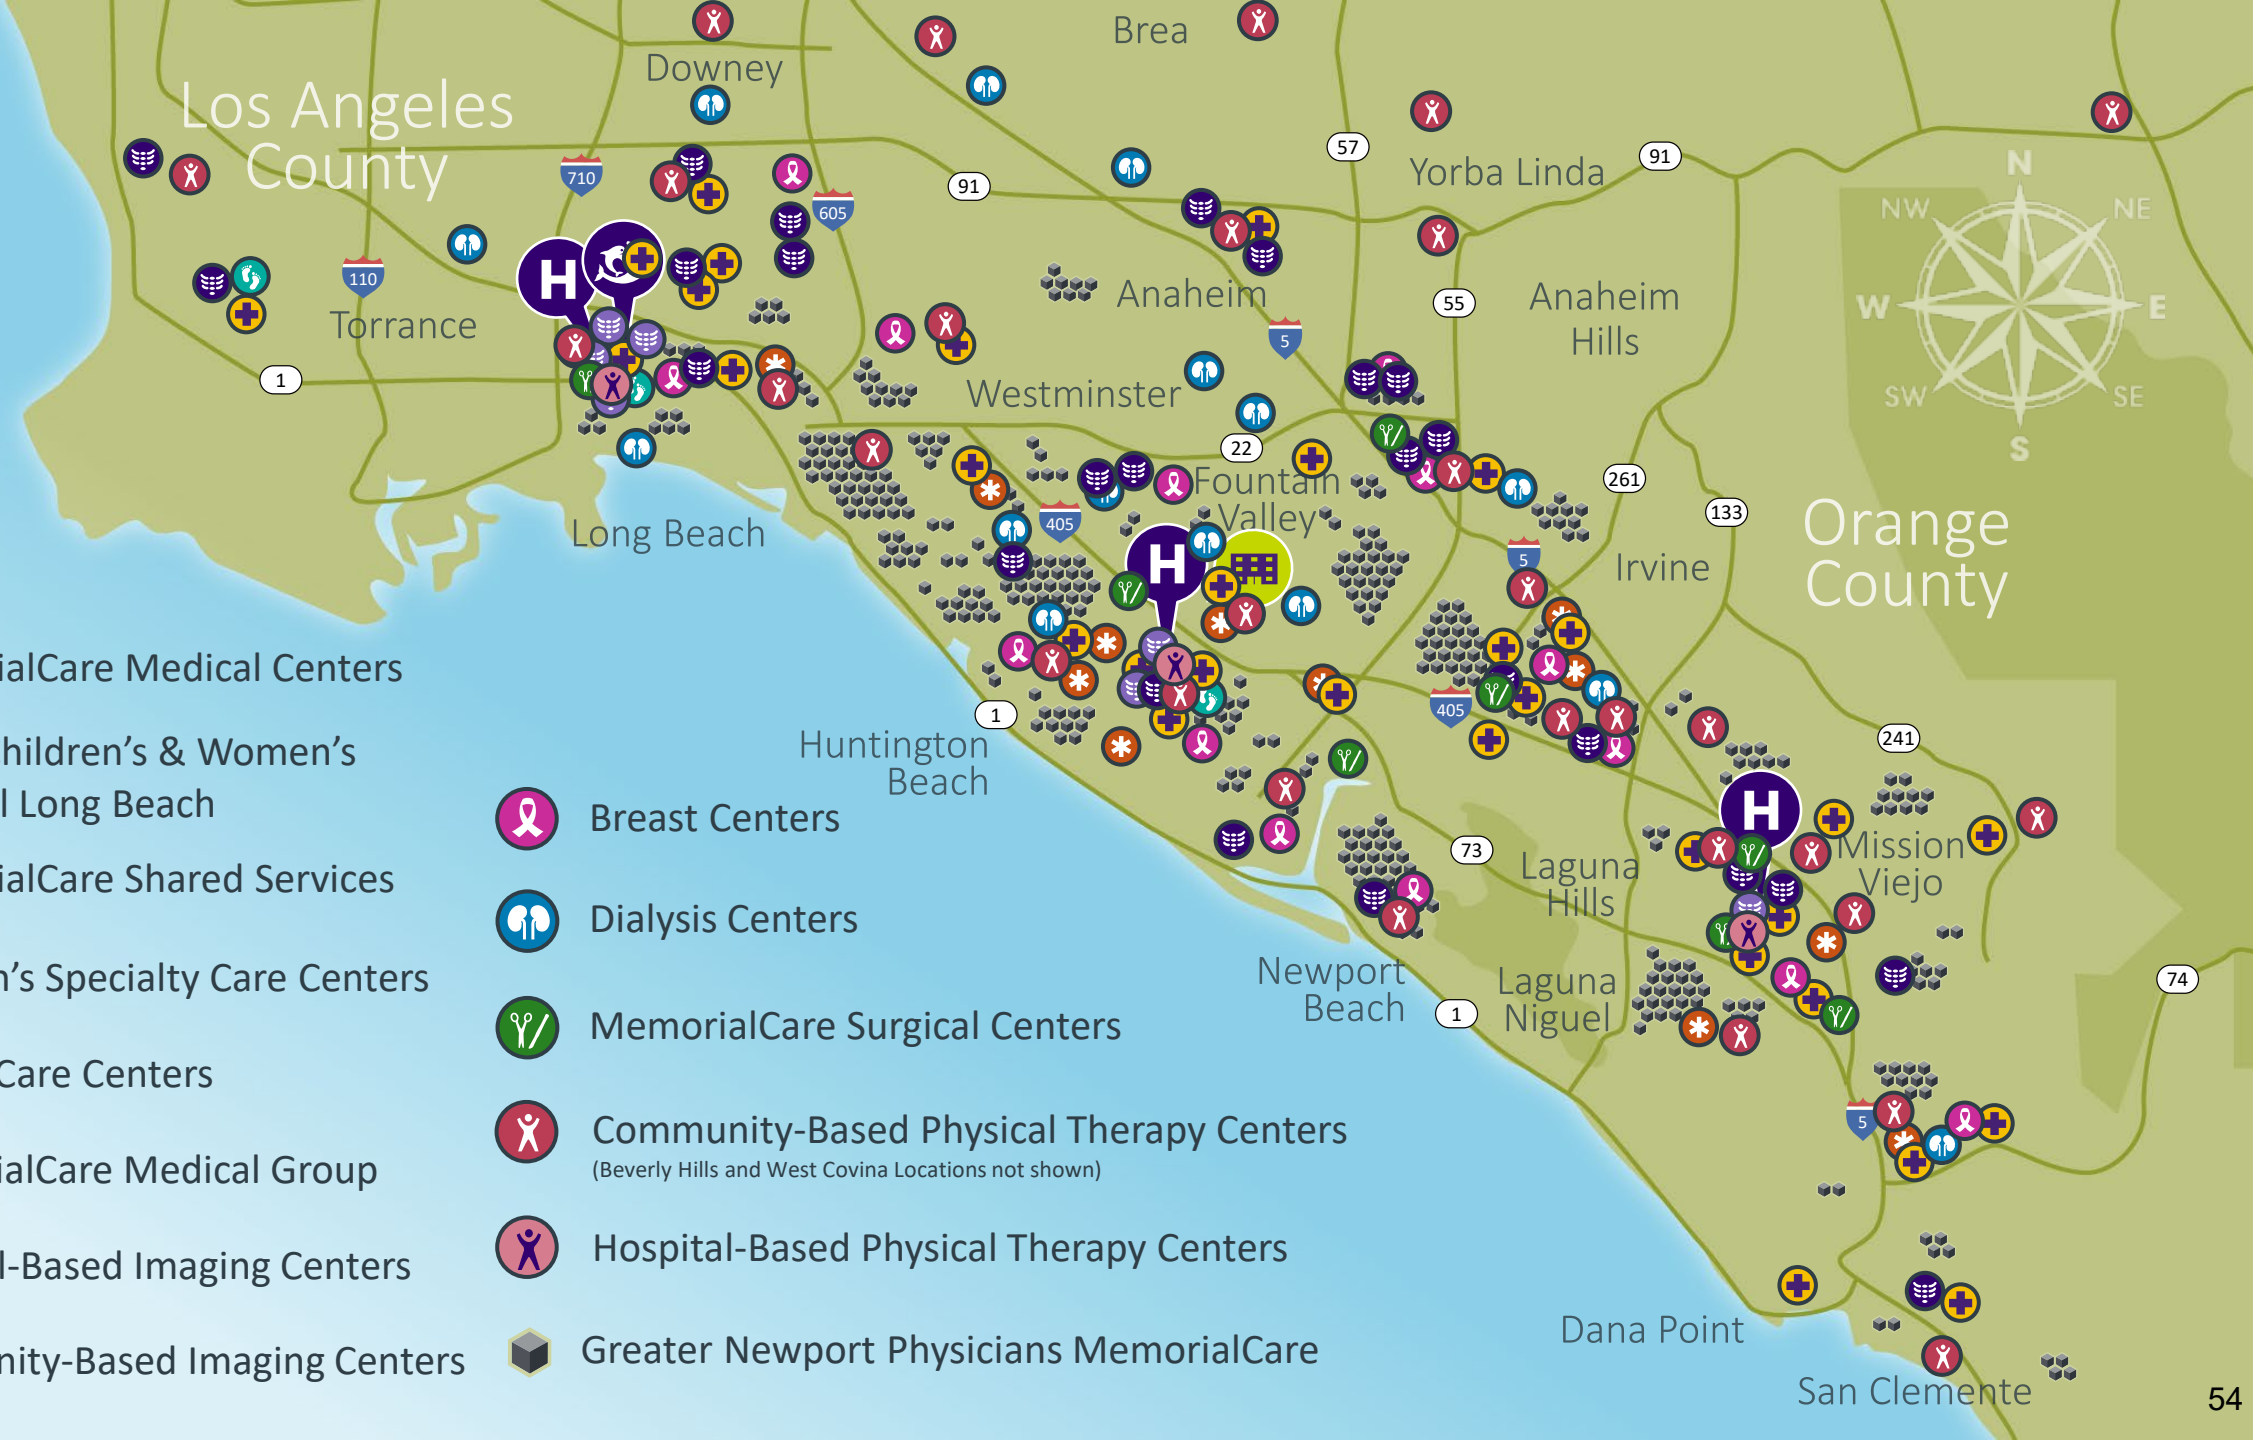 Brea
Downey
Los Angeles
County
57
91
Yorba Linda
710
91
605
N
NW
NE
110
Torrance
Anaheim
55
Anaheim
Hills
W
E
5
1
Westminster
SW
SE
22
S
Fountain
Valley
261
133
Long Beach
405
Orange
County
5
Irvine
ialCare Medical Centers
405
1
Huntington
Beach
241
hildren's & Women's
l Long Beach
Breast Centers
73
Laguna
Hills
Mission
Viejo
ialCare Shared Services
Dialysis Centers
n's Specialty Care Centers
Newport
Beach
Laguna
Niguel
74
1
MemorialCare Surgical Centers
Care Centers
Community-Based Physical Therapy Centers
(Beverly Hills and West Covina Locations not shown)
5
ialCare Medical Group
l-Based Imaging Centers
Hospital-Based Physical Therapy Centers
Dana Point
nity-Based Imaging Centers
Greater Newport Physicians MemorialCare
San Clemente
54
H
H
H